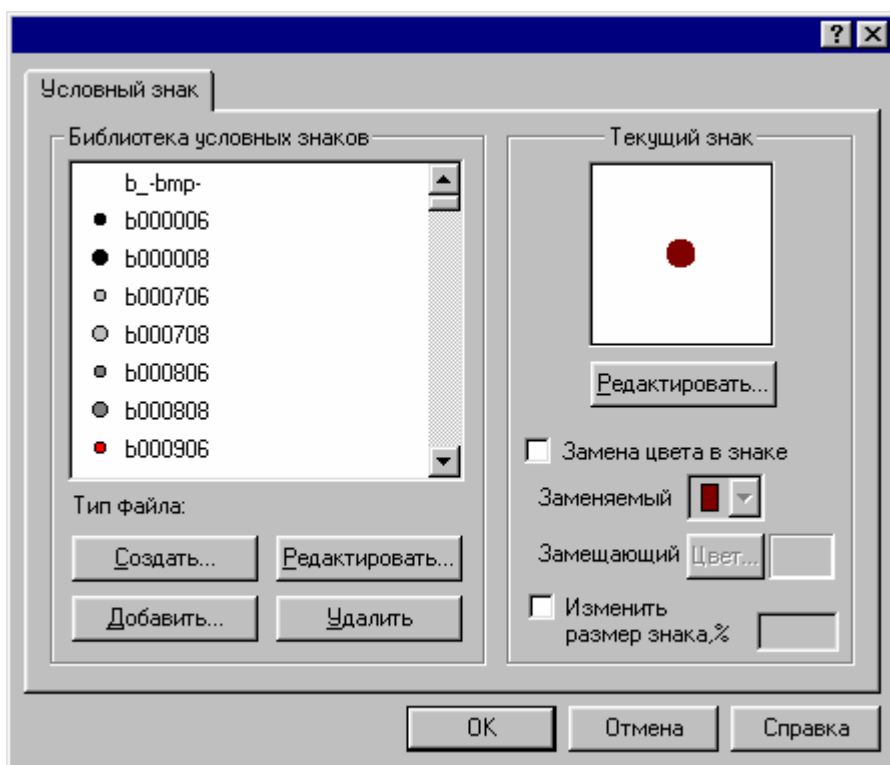 Условный знак
Библиотека условных знаков
b_-bmp-
b000006
b000008
b000706
b000708
b000806
b000808
b000906
Тип файла:
Создать...
Редактировать...
Добавить...
Удалить
Текущий знак
Редактировать...
Замена цвета в знаке
Заменяемый
Замещающий
Цвет...
Изменить
размер знака,%
OK
Отмена
Справка